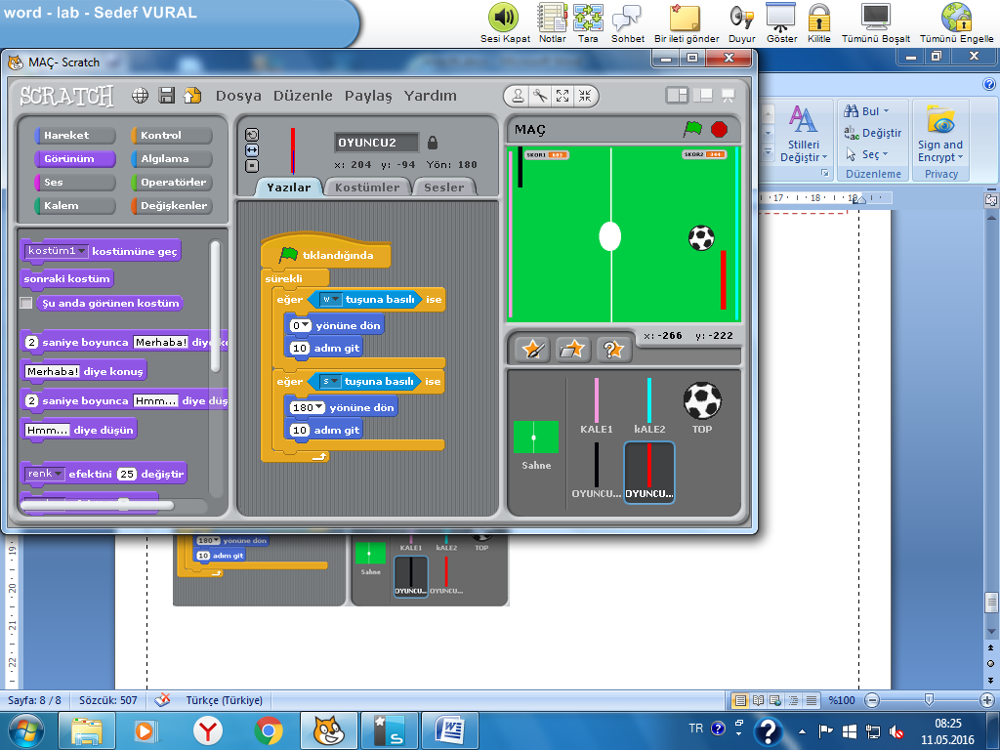 word - lab - Sedef VURAL
Sesi Kapat
Notlar
Tara
Sohbet
Bir ileti gönder
Duyur
Göster
Kilitle
Tümünü Boşalt
Tümünü Engelle
MAÇ- Scratch
SCRATCH
Dosya Düzenle Paylaş Yardım
Hareket
Kontrol
Görünüm
Algılama
Ses
Operatörler
Kalem
Değişkenler
kostüm1 kostümüne geç
sonraki kostüm
Şu anda görünen kostüm
2 saniye boyunca Merhaba! diye
Merhaba! diye konuş
2 saniye boyunca Hmm... diye düş
Hmm... diye düşün
renk efektini 25 değiştir
OYUNCU2
x: 204 y: -94 Yön: 180
Yazılar
Kostümler
Sesler
tıklandığında
sürekli
eğer w tuşuna basılı ise
0 yönüne dön
10 adım git
eğer s tuşuna basılı ise
180 yönüne dön
10 adım git
MAÇ
SKOR1
SKOR2
x: -266 y: -222
Sahne
KALE1
kALE2
TOP
OYUNCU...
OYUNCU...
Stilleri
Değiştir
Bul
Değiştir
Seç
Düzenleme
Sign and
Encrypt
Privacy
17 18 19
180 yönüne dön
10 adım git
Sahne
KALE1
kALE2
TOP
OYUNCU...
OYUNCU...
19
20
21
22
Sayfa: 8 / 8
Sözcük: 507
Türkçe (Türkiye)
%100
TR
08:25
11.05.2016